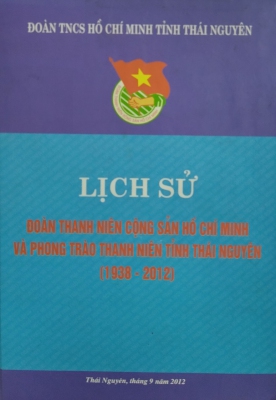 ĐOÀN TNCS HỒ CHÍ MINH TỈNH THÁI NGUYÊN
LỊCH SỬ
ĐOÀN THANH NIÊN CỘNG SẢN HỒ CHÍ MINH
VÀ PHONG TRÀO THANH NIÊN TỈNH THÁI NGUYÊN
(1938 - 2012)
Thái Nguyên, tháng 9 năm 2012